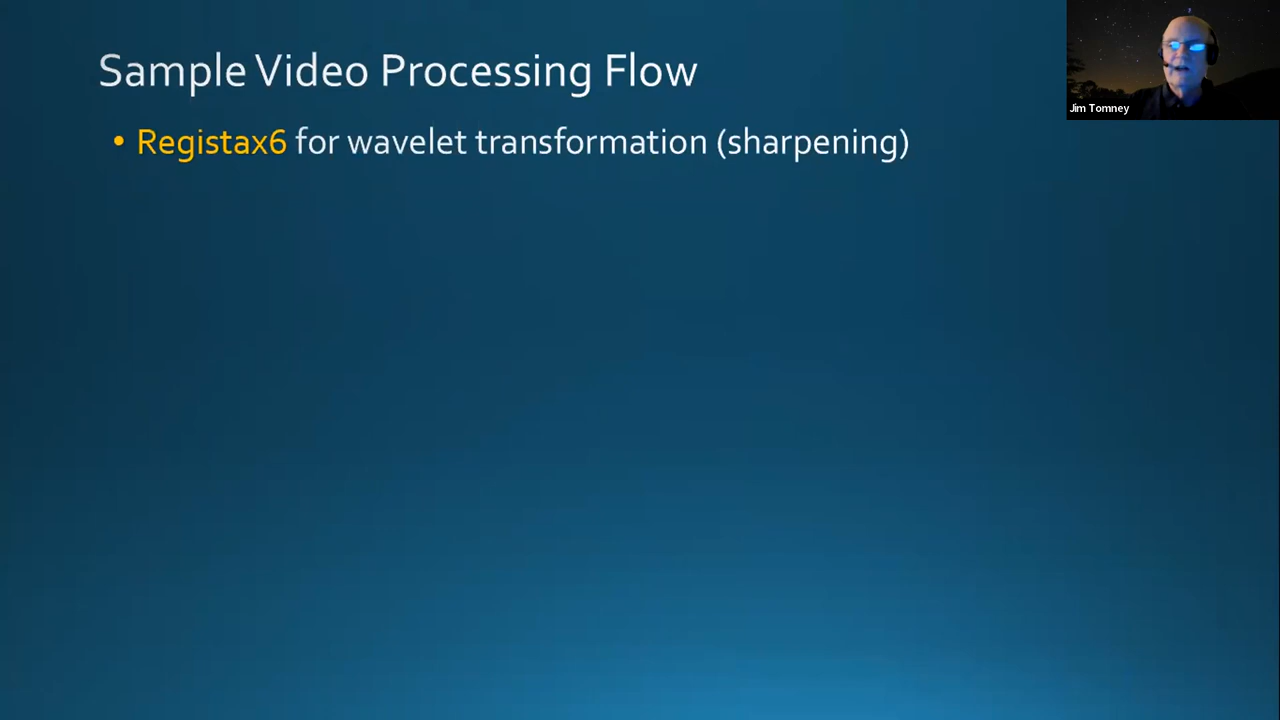 Sample Video Processing Flow
• Registax6 for wavelet transformation (sharpening)
Jim Tomney